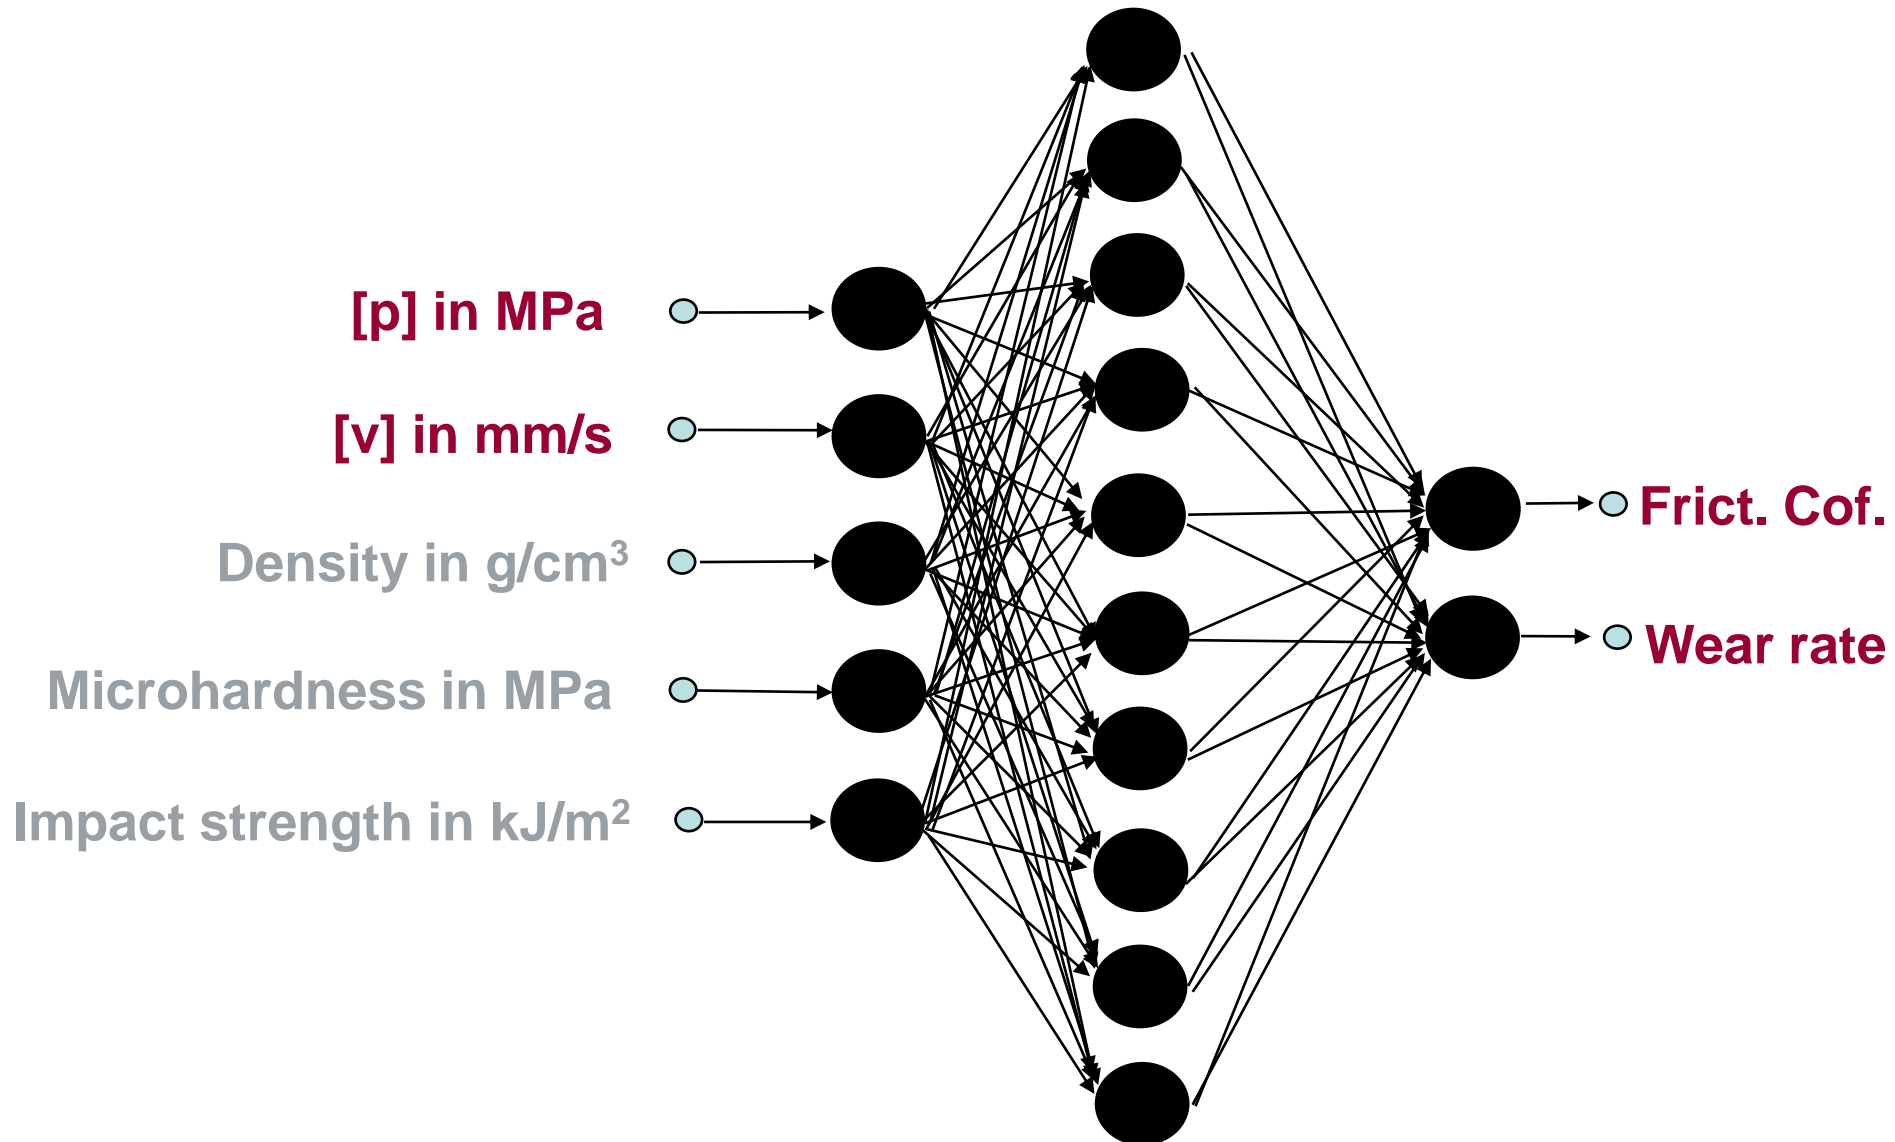 [p] in MPa
[v] in mm/s
Density in g/cm³
Microhardness in MPa
Impact strength in kJ/m²
Frict. Cof.
Wear rate